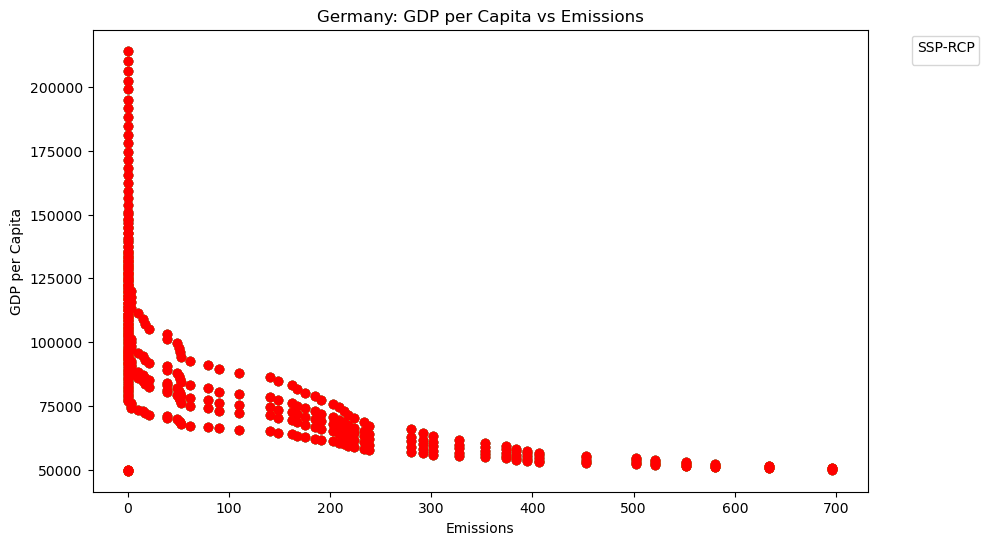 Germany: GDP per Capita vs Emissions
SSP-RCP
200000
175000
150000
125000
100000
75000
50000
GDP per Capita
0 100 200 300 400 500 600 700
Emissions